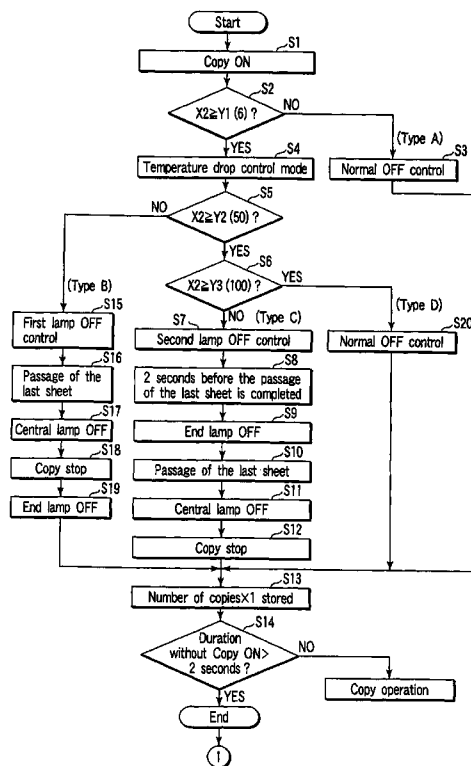 Start
S1
Copy ON
S2
X2≧Y1 (6) ?
NO
YES
(Type A)
S3
Normal OFF control
S4
Temperature drop control mode
S5
X2≧Y2 (50) ?
NO
YES
S6
X2≧Y3 (100) ?
YES
NO
(Type B)
S15
First lamp OFF
control
S16
Passage of the
last sheet
S17
Central lamp OFF
S18
Copy stop
S19
End lamp OFF
S7
(Type C)
Second lamp OFF control
S8
2 seconds before the passage
of the last sheet is completed
S9
End lamp OFF
S10
Passage of the last sheet
S11
Central lamp OFF
S12
Copy stop
(Type D)
S20
Normal OFF control
S13
Number of copies×1 stored
S14
Duration
without Copy ON>
2 seconds ?
NO
Copy operation
YES
End
1